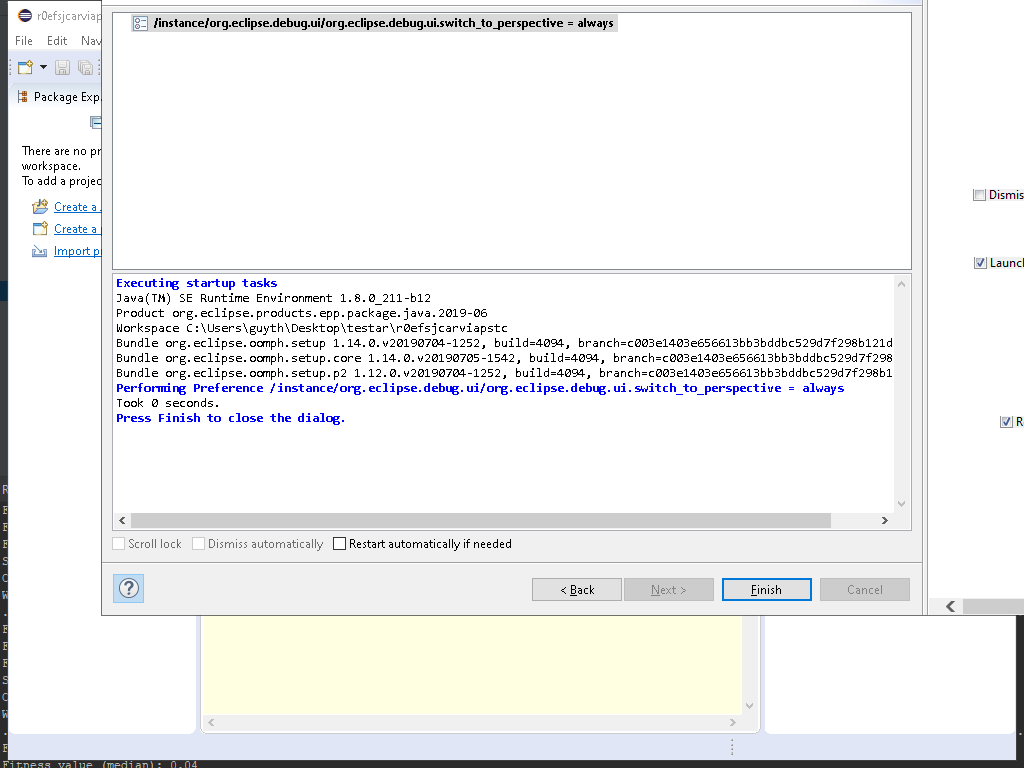 r0efsjcarviap
File Edit Nav
Package Exp
There are no pr
workspace.
To add a projec
Create a
Create a
Import p
/instance/org.eclipse.debug.ui/org.eclipse.debug.ui.switch_to_perspective = always
Executing startup tasks
Java(TM) SE Runtime Environment 1.8.0_211-b12
Product org.eclipse.products.epp.package.java.2019-06
Workspace C:\Users\guyth\Desktop\testar\r0efsjcarviapstc
Bundle org.eclipse.oomph.setup 1.14.0.v20190704-1252, build=4094, branch=c003e1403e656613bb3bddbc529d7f298b121d
Bundle org.eclipse.oomph.setup.core 1.14.0.v20190705-1542, build=4094, branch=c003e1403e656613bb3bddbc529d7f298
Bundle org.eclipse.oomph.setup.p2 1.12.0.v20190704-1252, build=4094, branch=c003e1403e656613bb3bddbc529d7f298b1
Performing Preference /instance/org.eclipse.debug.ui/org.eclipse.debug.ui.switch_to_perspective = always
Took 0 seconds.
Press Finish to close the dialog.
Scroll lock Dismiss automatically Restart automatically if needed
? < Back Next > Finish Cancel
Dismis
Launch
R
Fitness value (median): 0.04